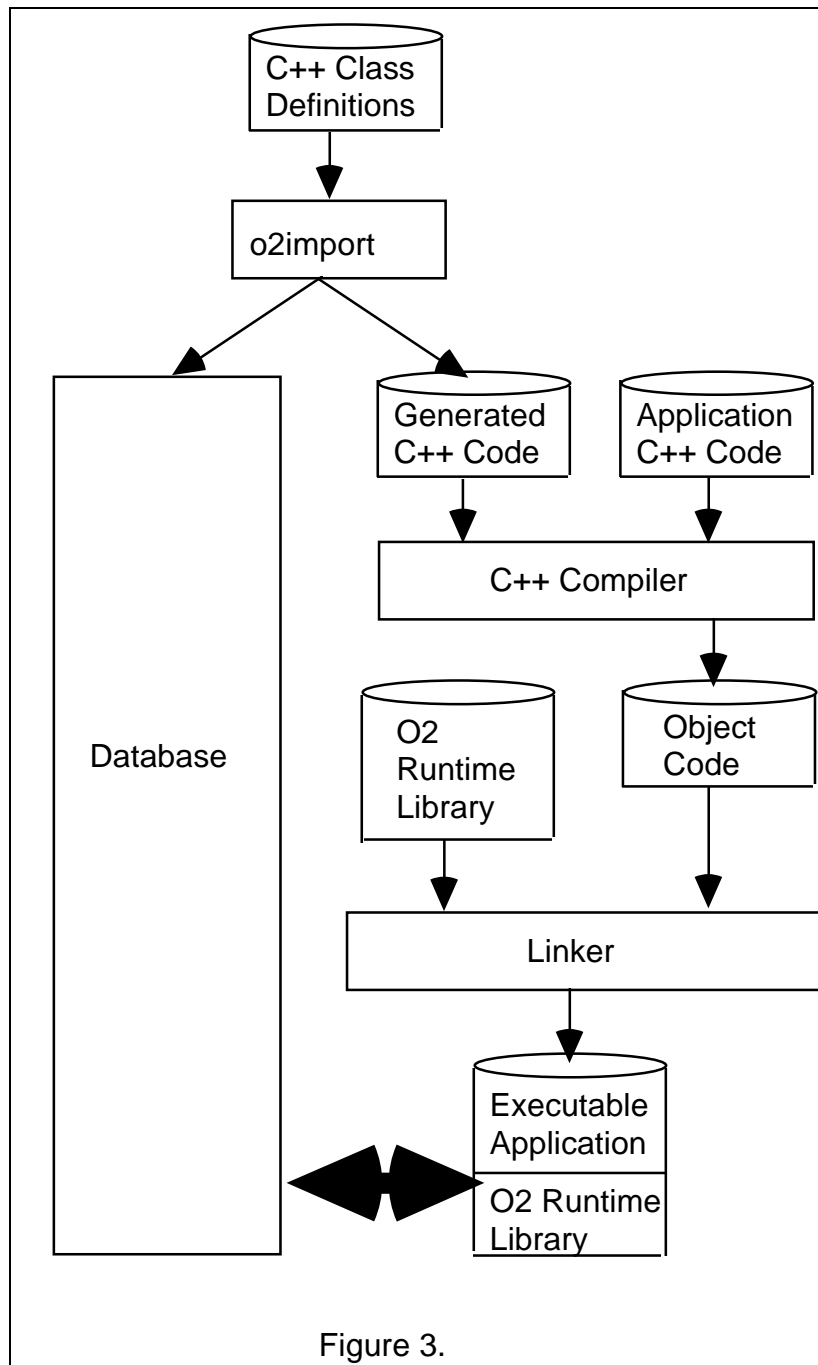 C++ Class
Definitions
o2import
Generated
C++ Code
Application
C++ Code
C++ Compiler
Database
O2
Runtime
Library
Object
Code
Linker
Executable
Application
O2 Runtime
Library
Figure 3.